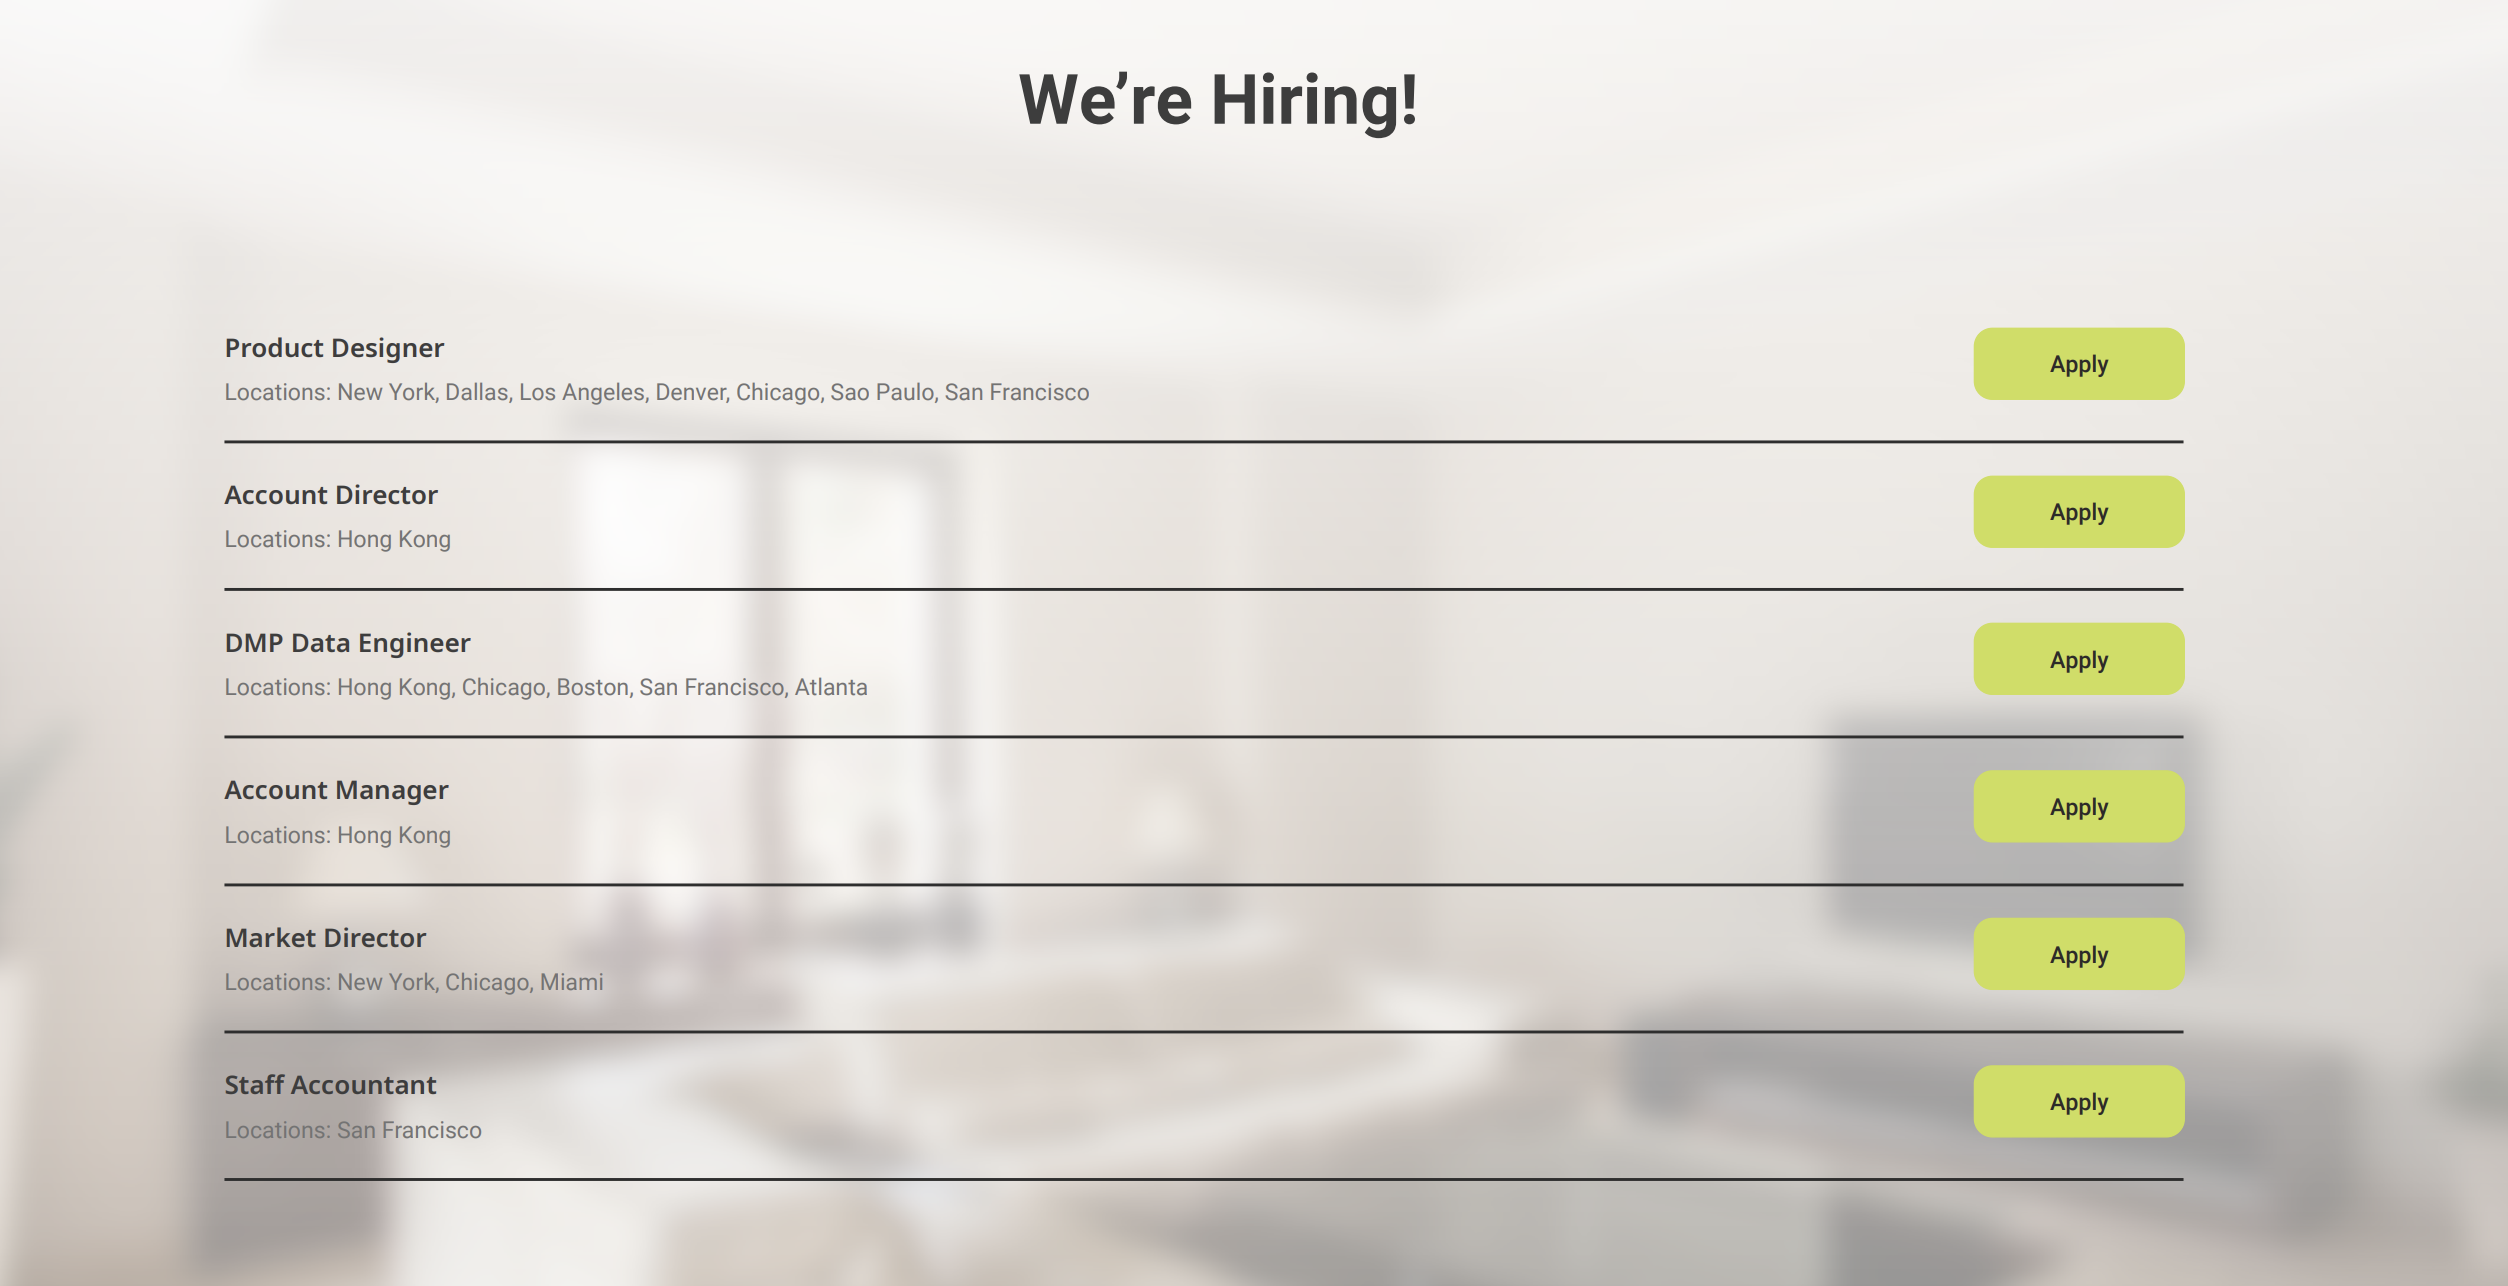 We’re Hiring!
Product Designer
Apply
Locations: New York, Dallas, Los Angeles, Denver, Chicago, Sao Paulo, San Francisco
Account Director
Apply
Locations: Hong Kong
DMP Data Engineer
Apply
Locations: Hong Kong, Chicago, Boston, San Francisco, Atlanta
Account Manager
Apply
Locations: Hong Kong
Market Director
Apply
Locations: New York, Chicago, Miami
Staff Accountant
Apply
Locations: San Francisco